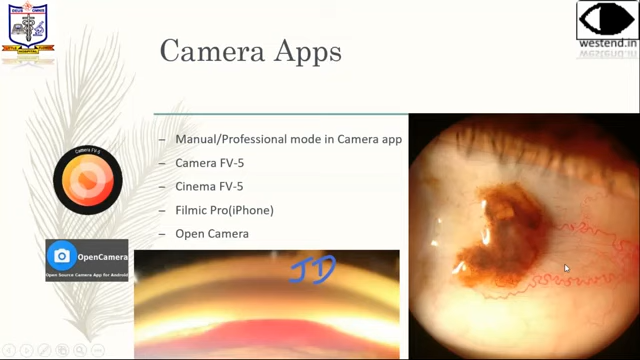 westend.in
Camera Apps
– Manual/Professional mode in Camera app
– Camera FV-5
– Cinema FV-5
– Filmic Pro(iPhone)
– Open Camera
Camera FV-5
OpenCamera
Open Source Camera App for Android
JD